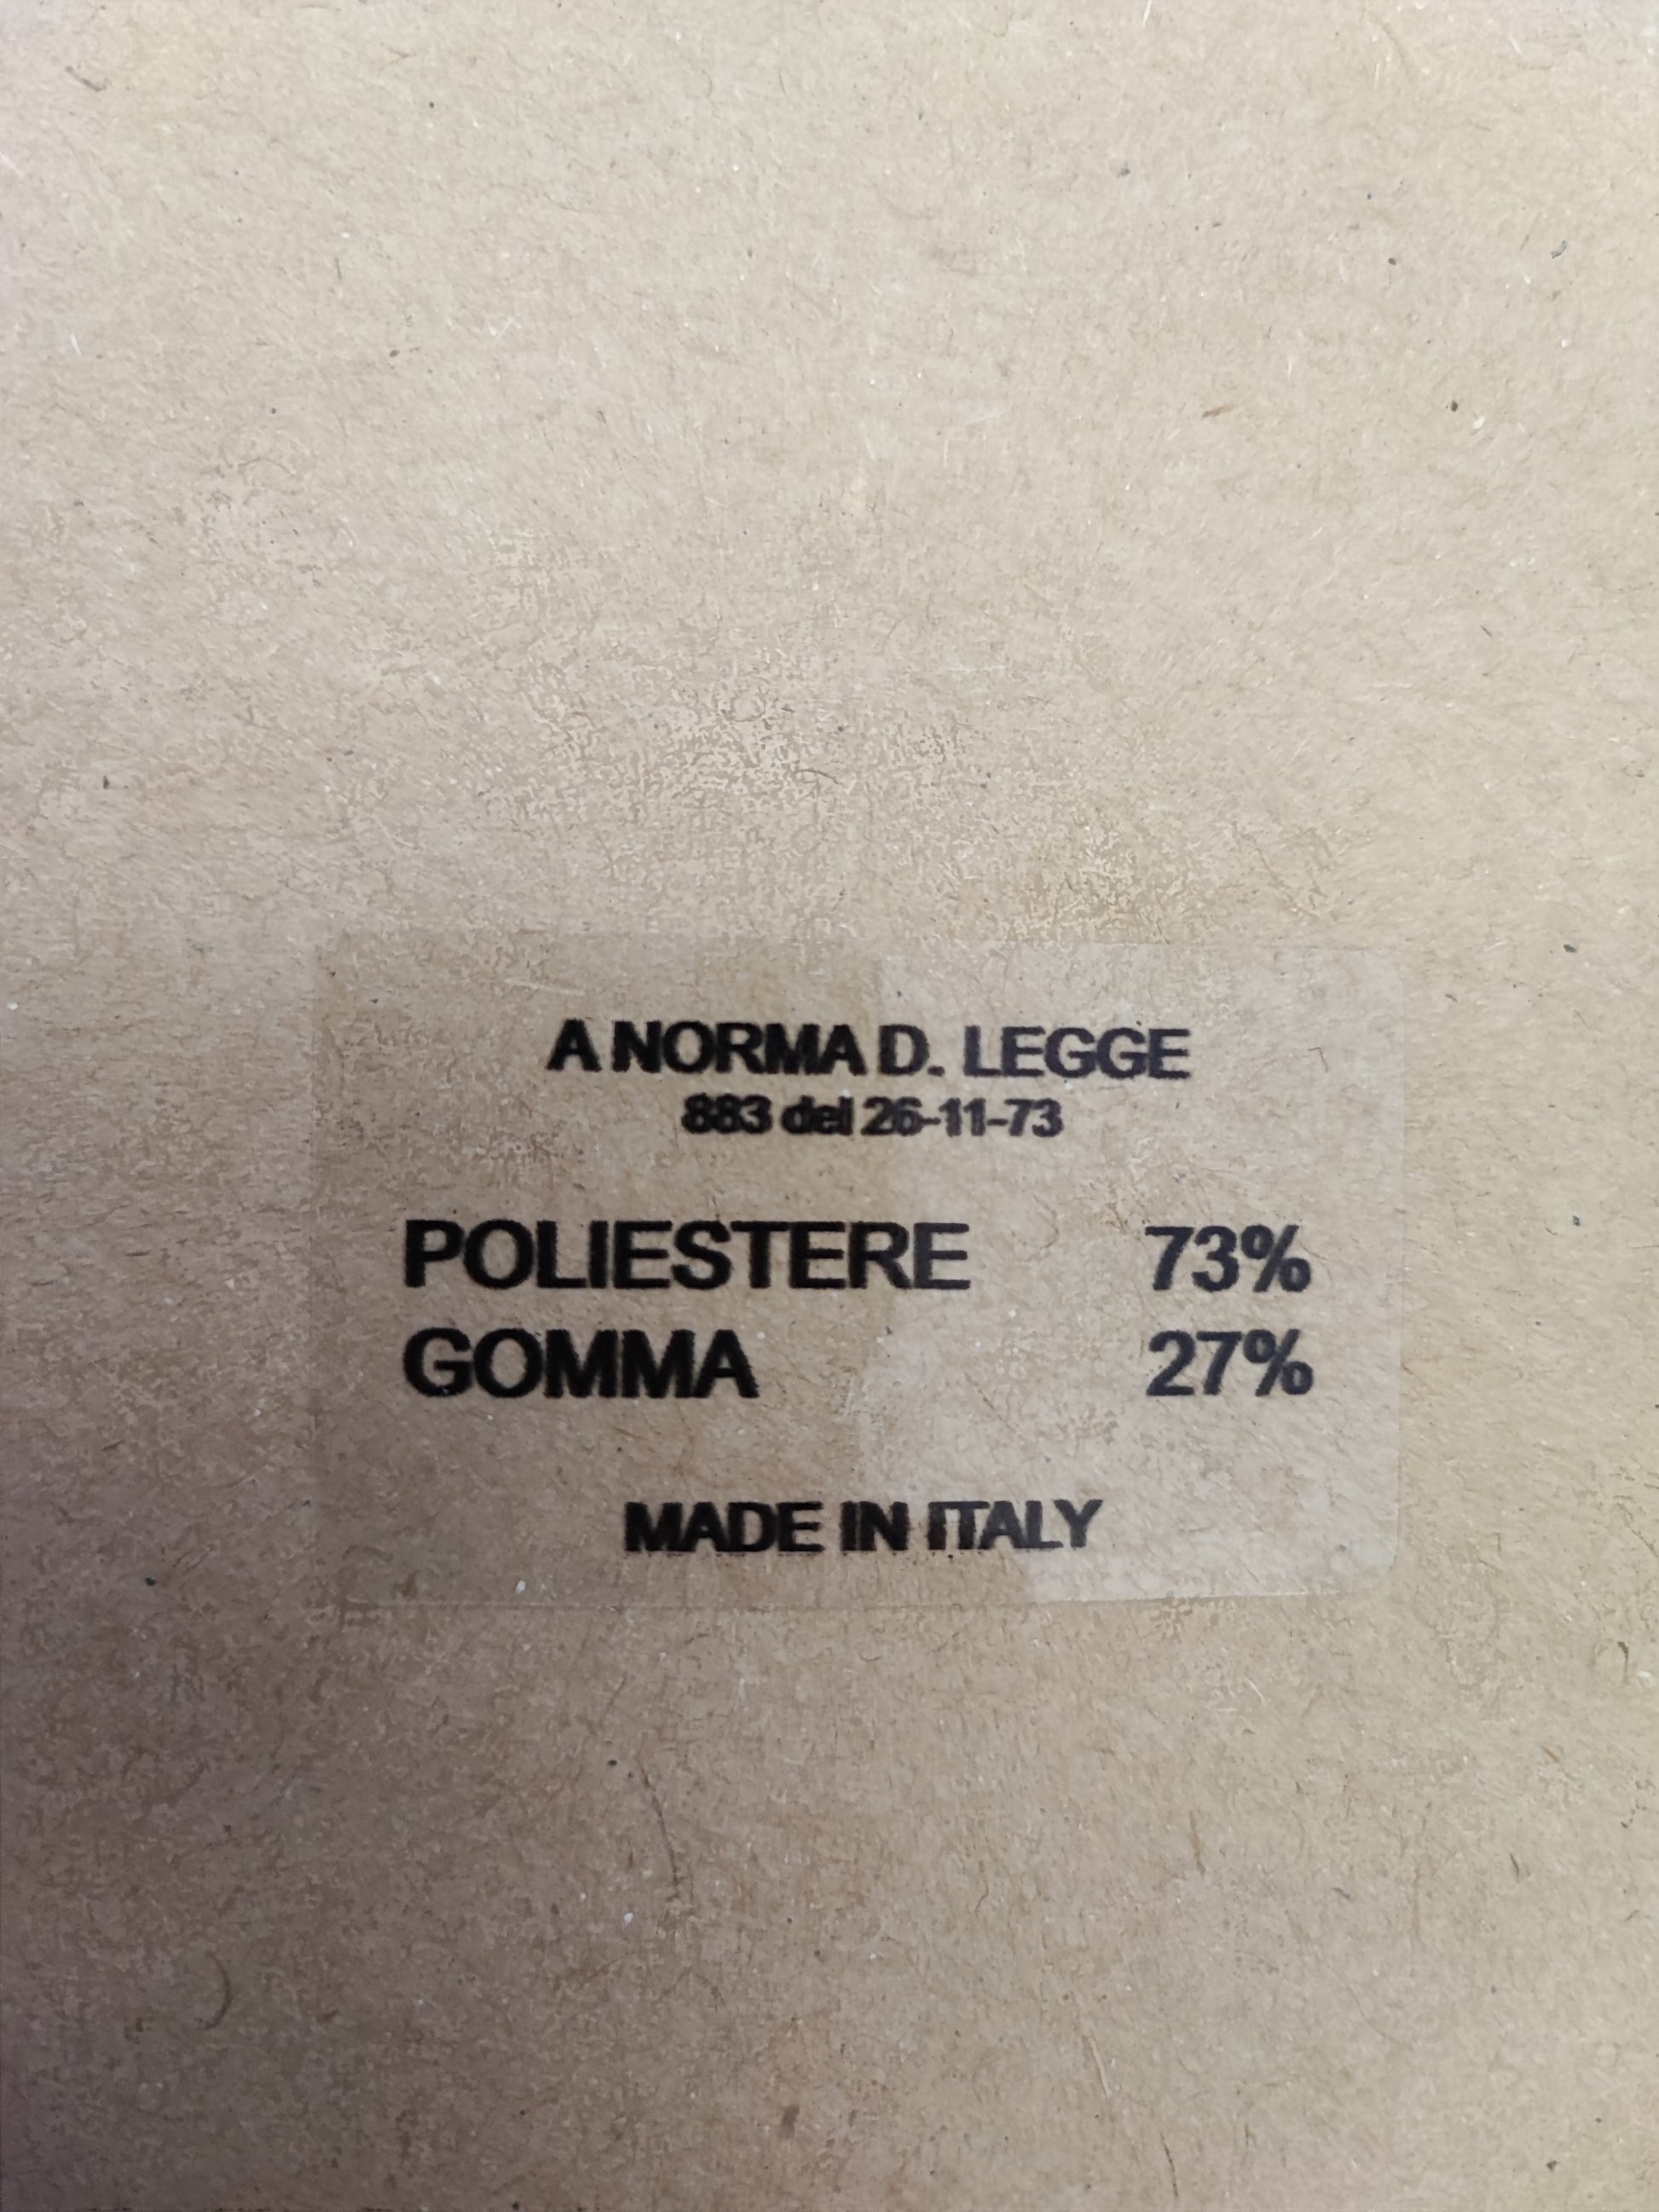 A NORMA D. LEGGE
883 del 26-11-73
POLIESTERE 73%
GOMMA 27%
MADE IN ITALY